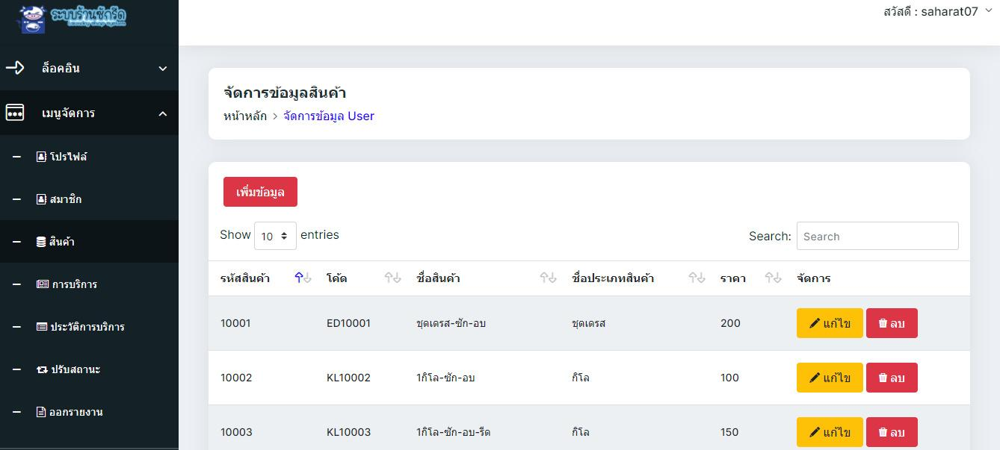 ระบบร้านซักรีด
สวัสดี : saharat07
ล็อคอิน
เมนูจัดการ
โปรไฟล์
สมาชิก
สินค้า
การบริการ
ประวัติการบริการ
ปรับสถานะ
ออกรายงาน
จัดการข้อมูลสินค้า
หน้าหลัก > จัดการข้อมูล User
เพิ่มข้อมูล
Show 10 entries Search: Search
รหัสสินค้า โค้ด ชื่อสินค้า ชื่อประเภทสินค้า ราคา จัดการ
10001 ED10001 ชุดเดรส-ซัก-อบ ชุดเดรส 200 แก้ไข ลบ
10002 KL10002 1กิโล-ซัก-อบ กิโล 100 แก้ไข ลบ
10003 KL10003 1กิโล-ซัก-อบ-รีด กิโล 150 แก้ไข ลบ